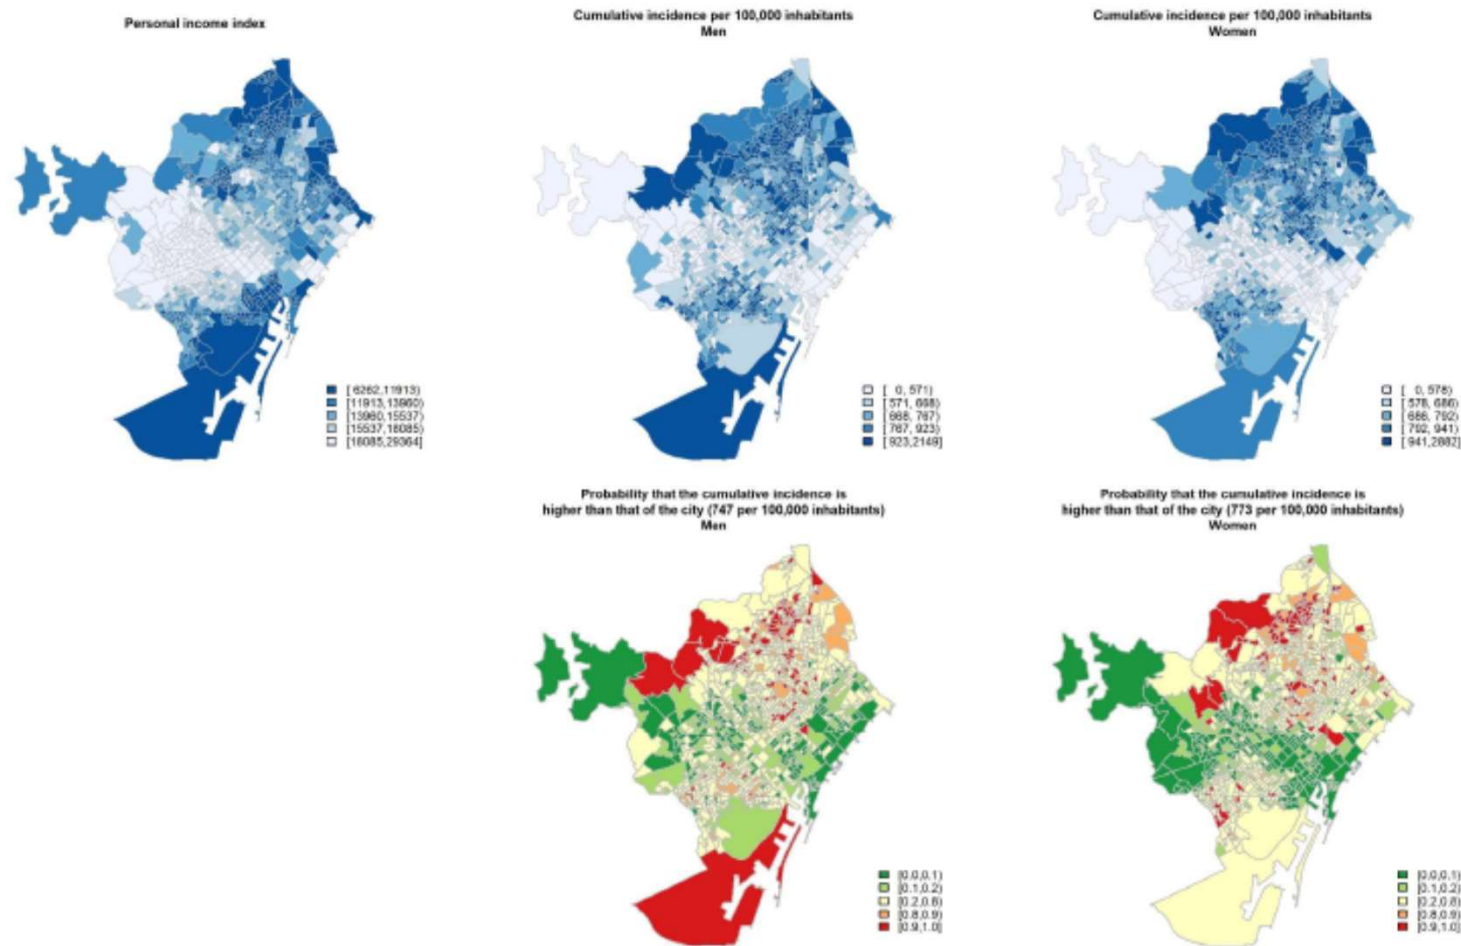 Personal income index
Cumulative incidence per 100,000 inhabitants
Men
Cumulative incidence per 100,000 inhabitants
Women
[ 6262,11913)
[11913,13960)
[13960,15537)
[15537,18085)
[18085,29364]
[ 0, 571)
[ 571, 668)
[ 668, 767)
[ 767, 923)
[ 923,2149]
[ 0, 578)
[ 578, 686)
[ 686, 792)
[ 792, 941)
[ 941,2882]
Probability that the cumulative incidence is
higher than that of the city (747 per 100,000 inhabitants)
Men
Probability that the cumulative incidence is
higher than that of the city (773 per 100,000 inhabitants)
Women
[0.0,0.1)
[0.1,0.2)
[0.2,0.8)
[0.8,0.9)
[0.9,1.0]
[0.0,0.1)
[0.1,0.2)
[0.2,0.8)
[0.8,0.9)
[0.9,1.0]